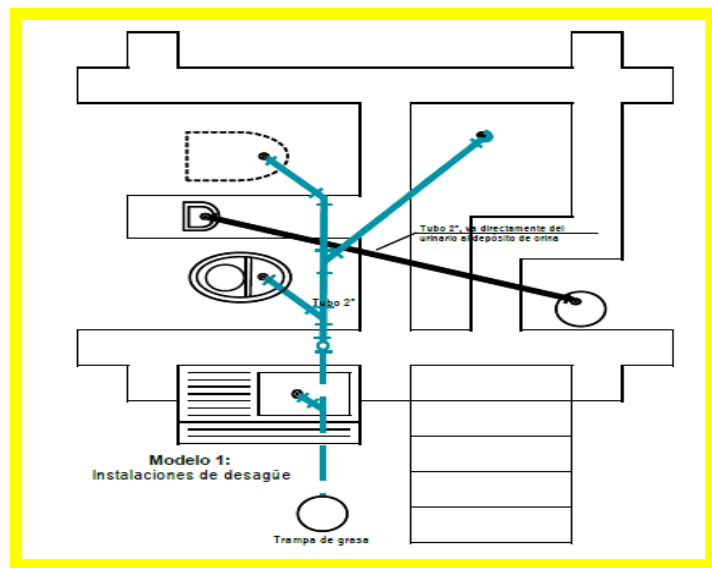 Tubo 2", va directamente del
urinario al depósito de orina
Tubo 2"
Modelo 1:
Instalaciones de desagüe
Trampa de grasa